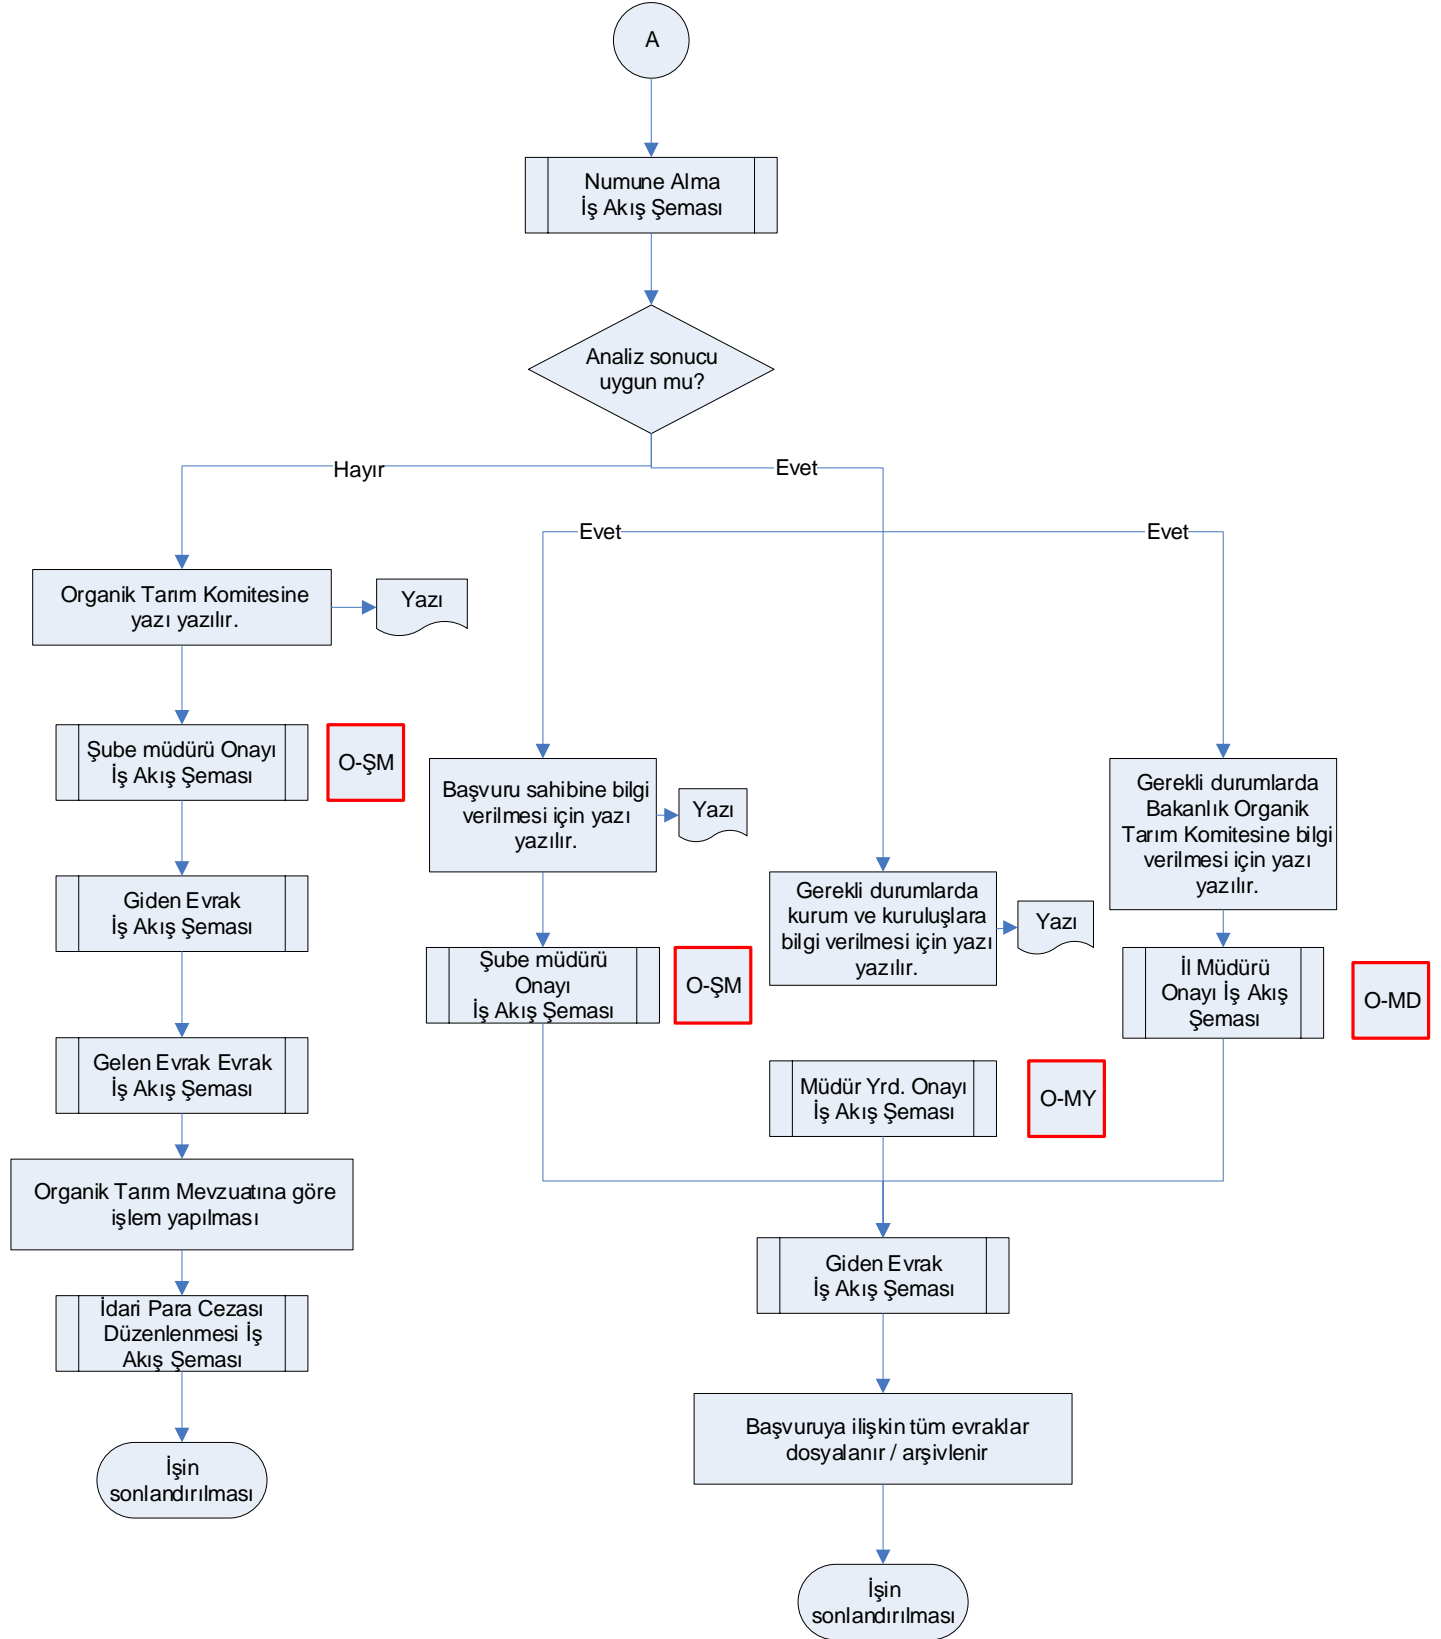 A
Numune Alma
İş Akış Şeması
Analiz sonucu
uygun mu?
Hayır
Evet
Evet
Evet
Organik Tarım Komitesine
yazı yazılır.
Yazı
Şube müdürü Onayı
İş Akış Şeması
O-ŞM
Giden Evrak
İş Akış Şeması
Gelen Evrak Evrak
İş Akış Şeması
Organik Tarım Mevzuatına göre
işlem yapılması
İdari Para Cezası
Düzenlenmesi İş
Akış Şeması
İşin
sonlandırılması
Başvuru sahibine bilgi
verilmesi için yazı
yazılır.
Yazı
Şube müdürü
Onayı
İş Akış Şeması
O-ŞM
Gerekli durumlarda
kurum ve kuruluşlara
bilgi verilmesi için yazı
yazılır.
Yazı
Müdür Yrd. Onayı
İş Akış Şeması
O-MY
Gerekli durumlarda
Bakanlık Organik
Tarım Komitesine bilgi
verilmesi için yazı
yazılır.
İl Müdürü
Onayı İş Akış
Şeması
O-MD
Giden Evrak
İş Akış Şeması
Başvuruya ilişkin tüm evraklar
dosyalanır / arşivlenir
İşin
sonlandırılması